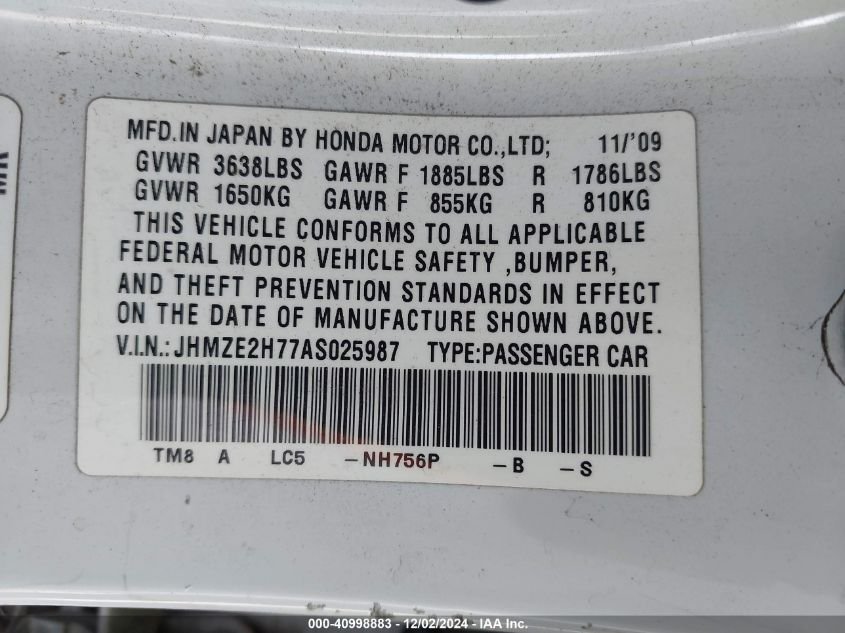 MFD.IN JAPAN BY HONDA MOTOR CO.,LTD; 11/'09
GVWR 3638LBS GAWR F 1885LBS R 1786LBS
GVWR 1650KG GAWR F 855KG R 810KG
THIS VEHICLE CONFORMS TO ALL APPLICABLE
FEDERAL MOTOR VEHICLE SAFETY ,BUMPER,
AND THEFT PREVENTION STANDARDS IN EFFECT
ON THE DATE OF MANUFACTURE SHOWN ABOVE.
V.I.N.: JHMZE2H77AS025987 TYPE:PASSENGER CAR
TM8 A LC5 -NH756P -B -S
000-40998883 - 12/02/2024 - IAA Inc.